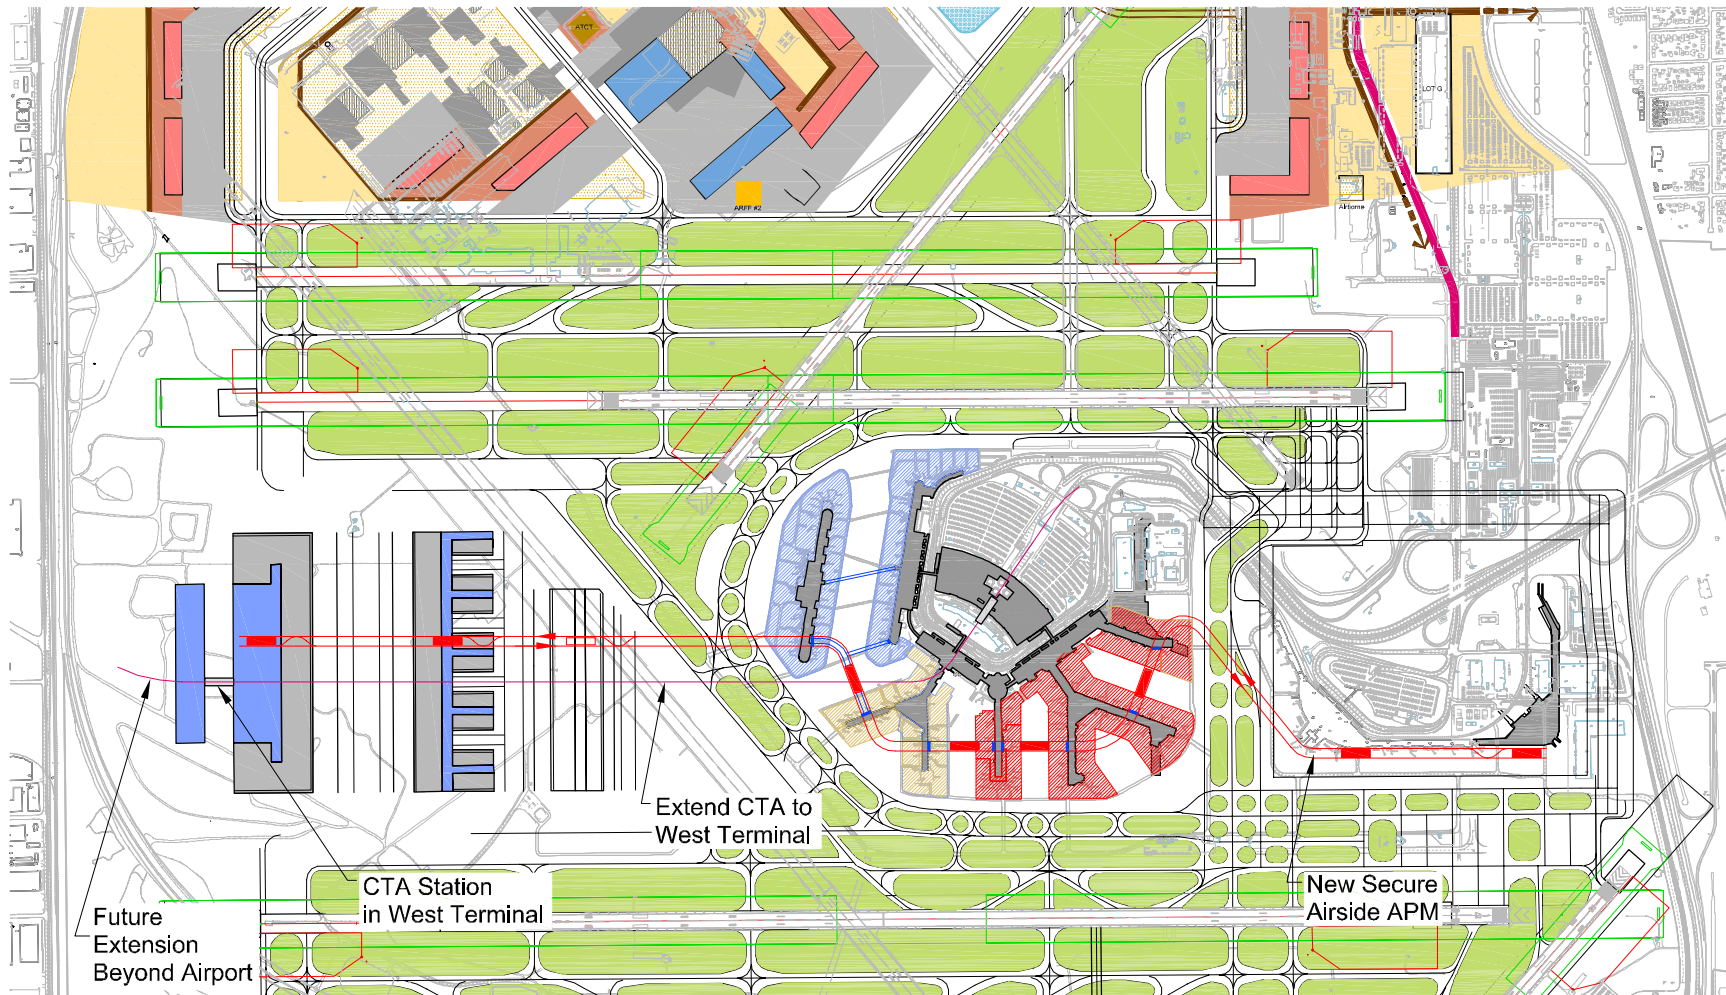 ATCT
LOT G
ARFF #2
Airborne
Extend CTA to
West Terminal
CTA Station
in West Terminal
New Secure
Airside APM
Future
Extension
Beyond Airport